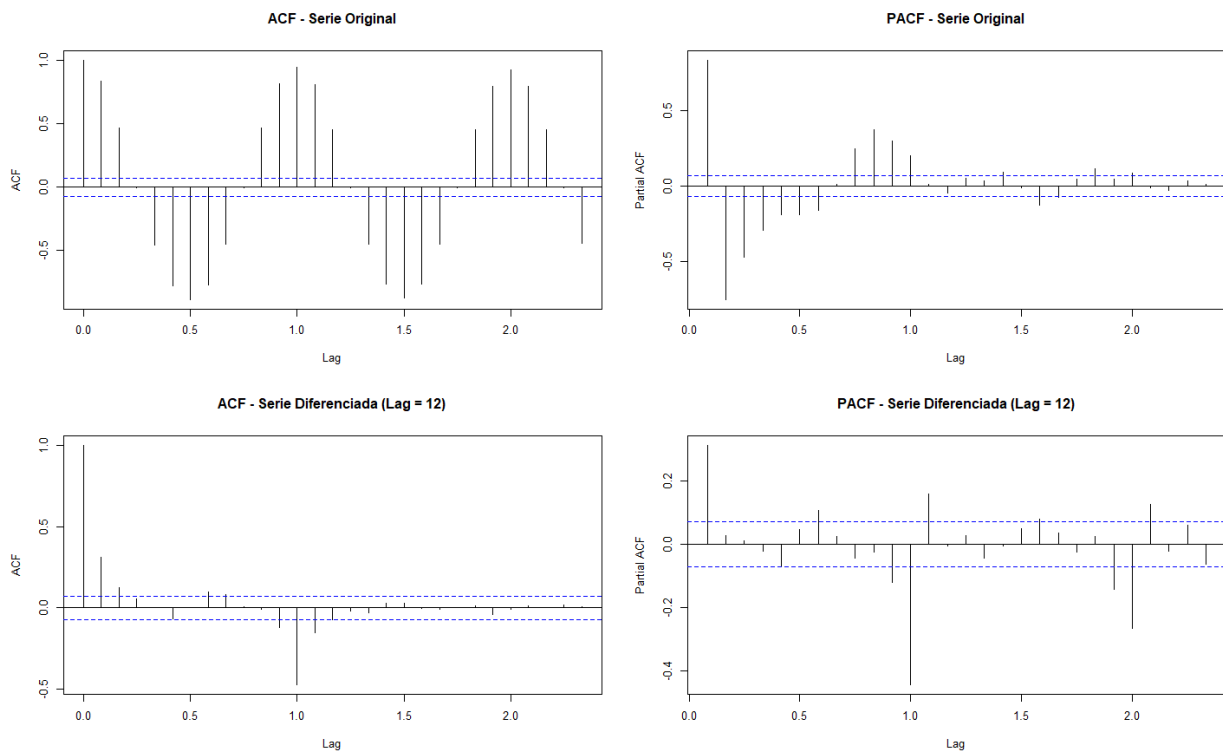 ACF - Serie Original
1.0
0.5
0.0
-0.5
ACF
0.0 0.5 1.0 1.5 2.0
Lag
PACF - Serie Original
0.5
0.0
-0.5
Partial ACF
0.0 0.5 1.0 1.5 2.0
Lag
ACF - Serie Diferenciada (Lag = 12)
1.0
0.5
0.0
-0.5
ACF
0.0 0.5 1.0 1.5 2.0
Lag
PACF - Serie Diferenciada (Lag = 12)
0.2
0.0
-0.2
-0.4
Partial ACF
0.0 0.5 1.0 1.5 2.0
Lag